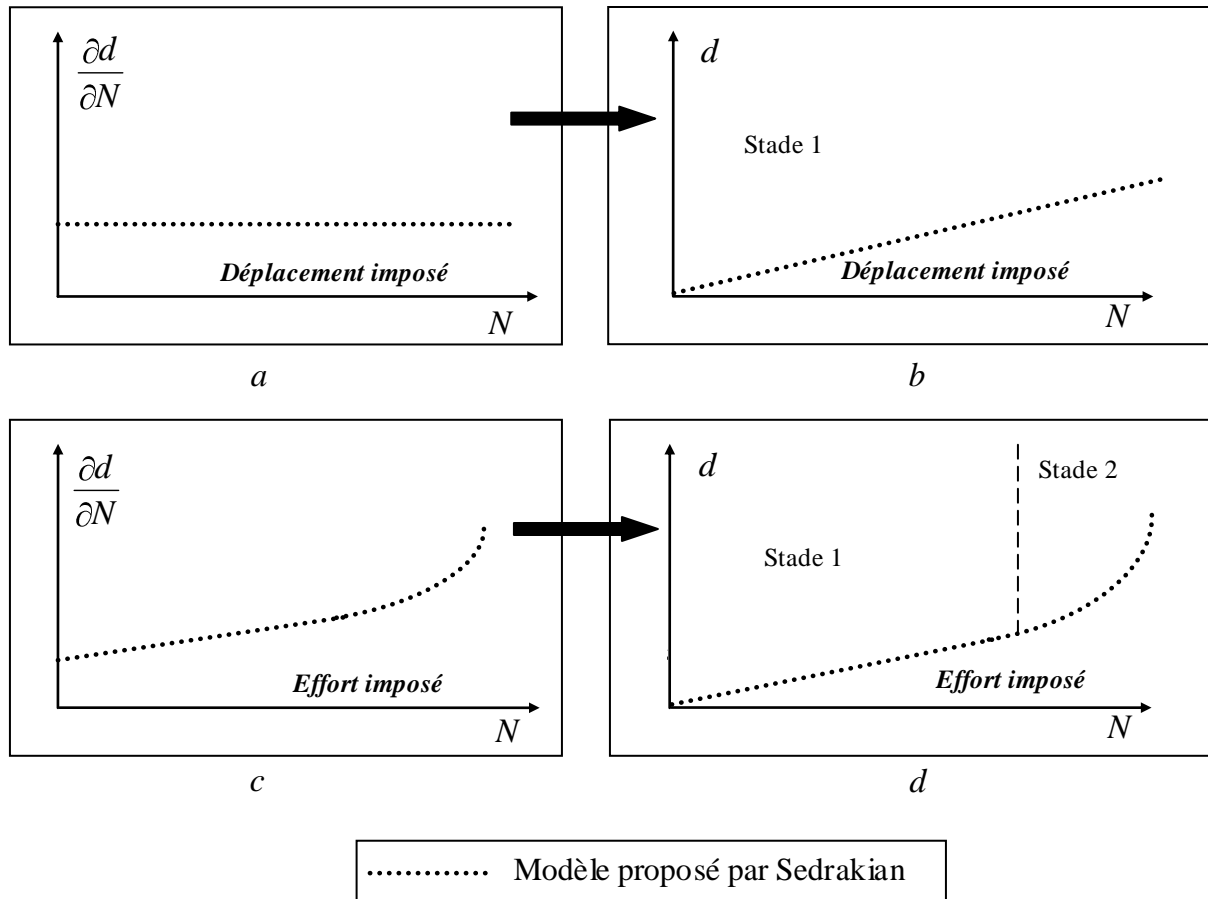 ∂d/∂N
Déplacement imposé
N
a
d
Stade 1
Déplacement imposé
N
b
∂d/∂N
Effort imposé
N
c
d
Stade 2
Stade 1
Effort imposé
N
d
Modèle proposé par Sedrakian